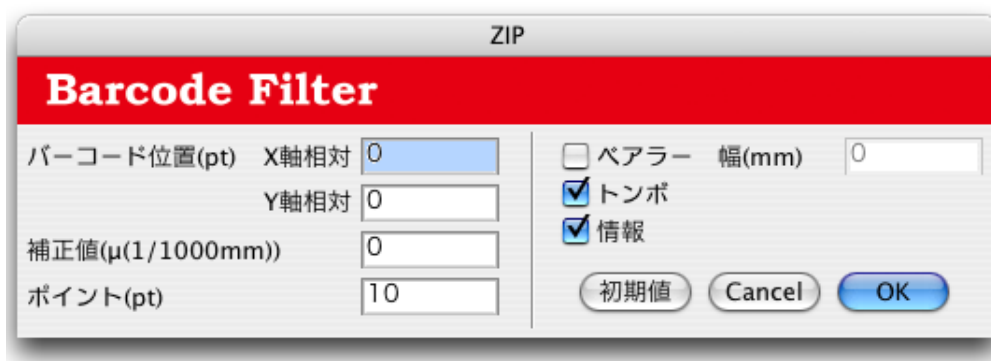 ZIP
Barcode Filter
バーコード位置(pt) X軸相対 0
Y軸相対 0
補正値(μ(1/1000mm)) 0
ポイント(pt) 10
ベアラー 幅(mm) 0
トンボ
情報
初期値 Cancel OK